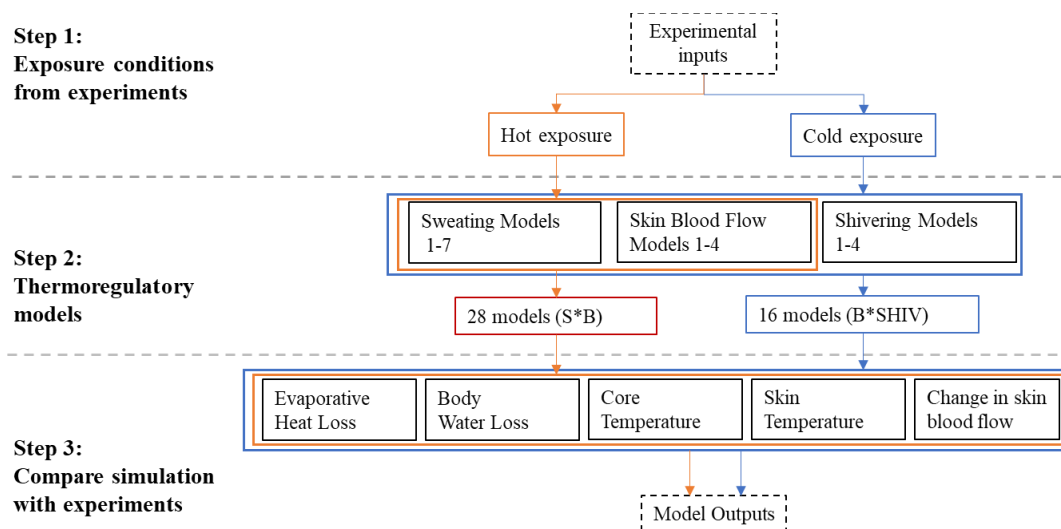 Step 1:
Exposure conditions
from experiments
Experimental
inputs
Hot exposure
Cold exposure
Step 2:
Thermoregulatory
models
Sweating Models
1-7
Skin Blood Flow
Models 1-4
Shivering Models
1-4
28 models (S*B)
16 models (B*SHIV)
Step 3:
Compare simulation
with experiments
Evaporative
Heat Loss
Body
Water Loss
Core
Temperature
Skin
Temperature
Change in skin
blood flow
Model Outputs